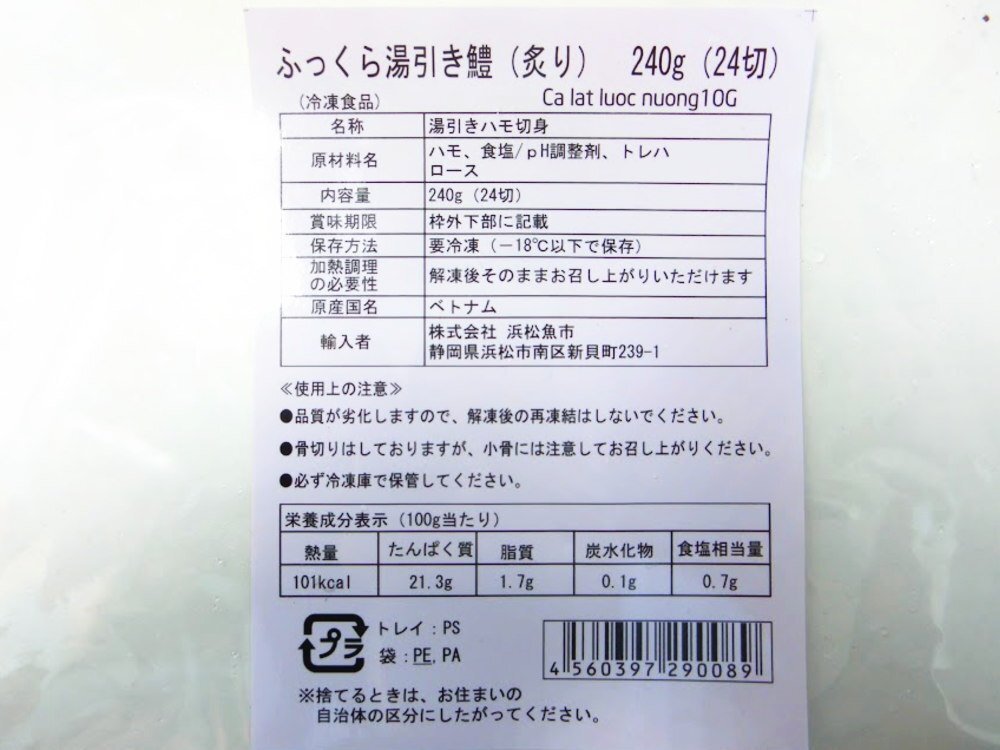 ふっくら湯引き鱧（炙り） 240g（24切）
（冷凍食品） Ca lat luoc nuong10G
名称 湯引きハモ切身
原材料名 ハモ、食塩/ｐH調整剤、トレハ
ロース
内容量 240g（24切）
賞味期限 枠外下部に記載
保存方法 要冷凍（－18℃以下で保存）
加熱調理
の必要性 解凍後そのままお召し上がりいただけます
原産国名 ベトナム
輸入者 株式会社 浜松魚市
静岡県浜松市南区新貝町239-1
≪使用上の注意≫
●品質が劣化しますので、解凍後の再凍結はしないでください。
●骨切りはしておりますが、小骨には注意してお召し上がりください。
●必ず冷凍庫で保管してください。
栄養成分表示（100g当たり）
熱量 たんぱく質 脂質 炭水化物 食塩相当量
101kcal 21.3g 1.7g 0.1g 0.7g
プラ トレイ：PS
袋：PE, PA
4 560397 290089
※捨てるときは、お住まいの
自治体の区分にしたがってください。